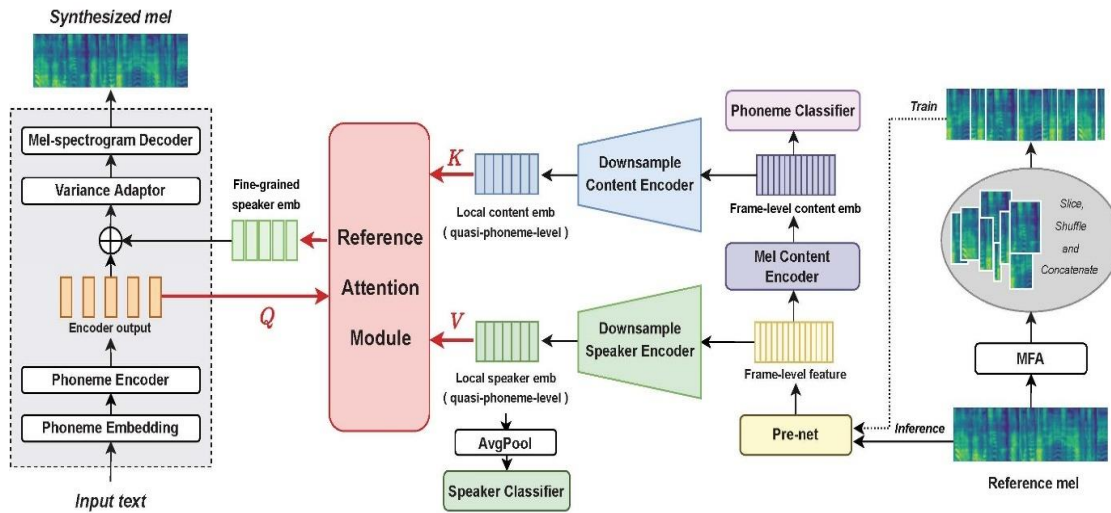 Synthesized mel
Mel-spectrogram Decoder
Variance Adaptor
Encoder output
Phoneme Encoder
Phoneme Embedding
Input text
Fine-grained
speaker emb
Q
Reference
Attention
Module
K
V
Local content emb
( quasi-phoneme-level )
Local speaker emb
( quasi-phoneme-level )
AvgPool
Speaker Classifier
Downsample
Content Encoder
Downsample
Speaker Encoder
Phoneme Classifier
Frame-level content emb
Mel Content
Encoder
Frame-level feature
Pre-net
Train
Slice,
Shuffle
and
Concatenate
MFA
Inference
Reference mel